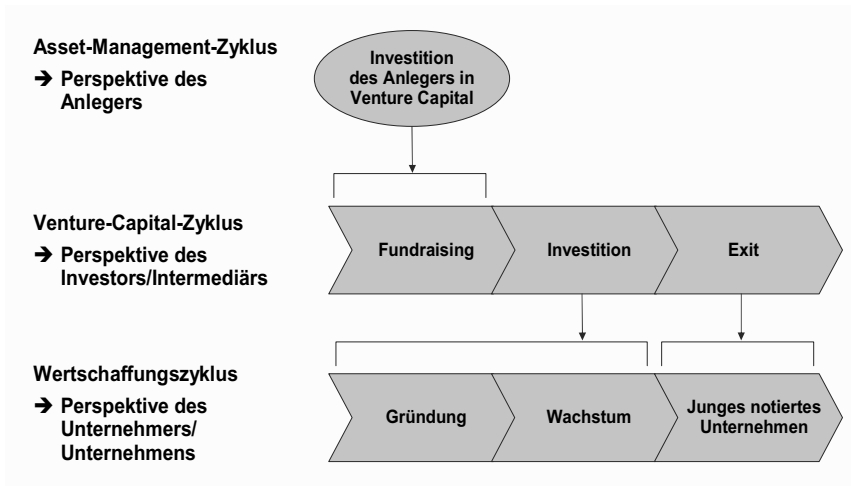 Asset-Management-Zyklus
➔ Perspektive des
Anlegers
Investition
des Anlegers in
Venture Capital
Venture-Capital-Zyklus
➔ Perspektive des
Investors/Intermediärs
Fundraising
Investition
Exit
Wertschaffungszyklus
➔ Perspektive des
Unternehmers/
Unternehmens
Gründung
Wachstum
Junges notiertes
Unternehmen